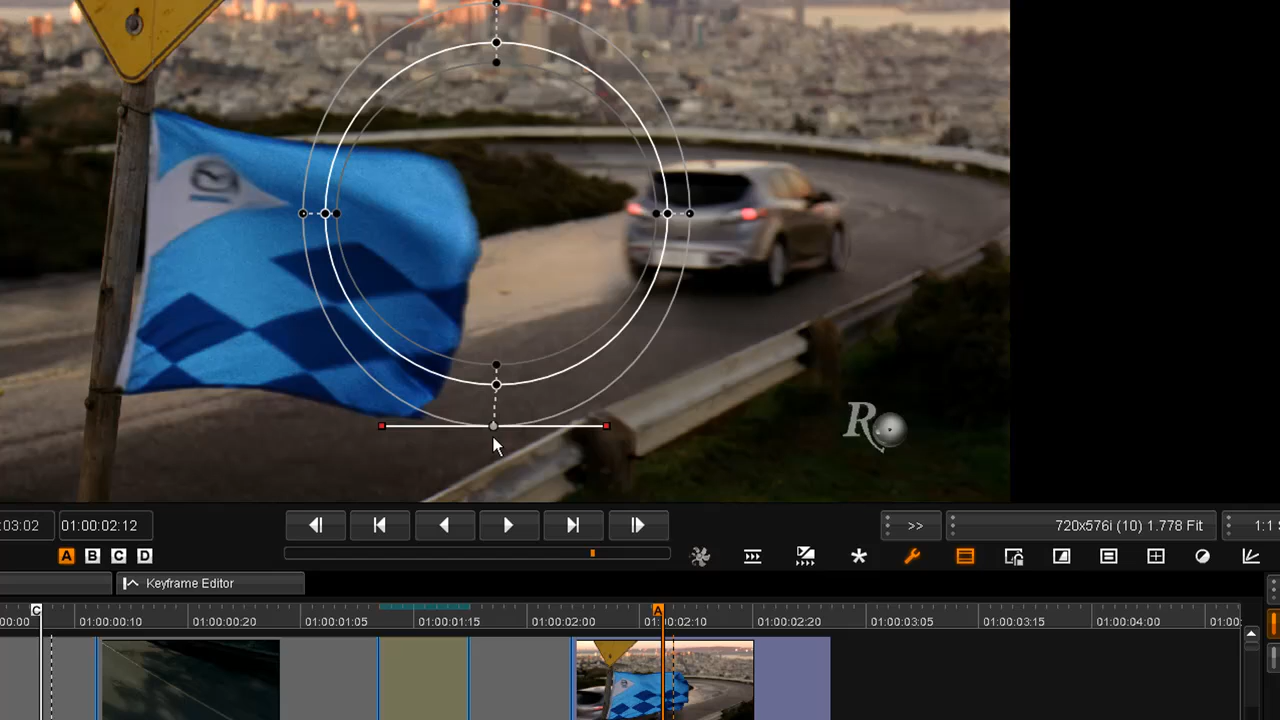 R
:03:02
01:00:02:12
>>
720x576i (10) 1.778 Fit
1:1
A B C D
Keyframe Editor
C
A
00:00
01:00:00:10
01:00:00:20
01:00:01:05
01:00:01:15
01:00:02:00
01:00:02:10
01:00:02:20
01:00:03:05
01:00:03:15
01:00:04:00
01:00: